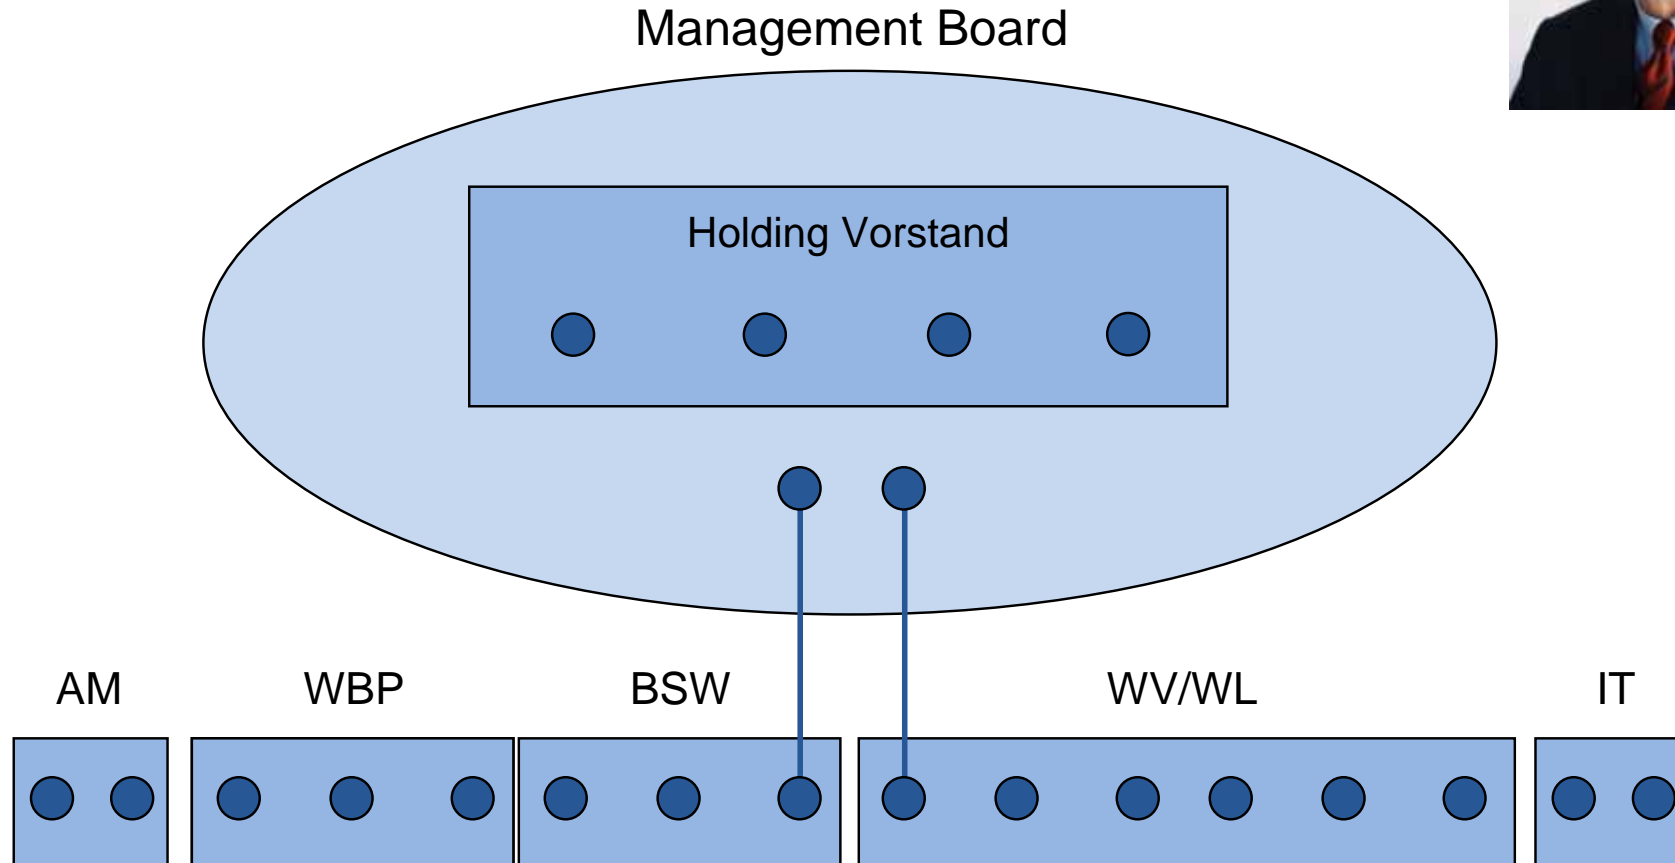 Management Board
Holding Vorstand
AM
WBP
BSW
WV/WL
IT